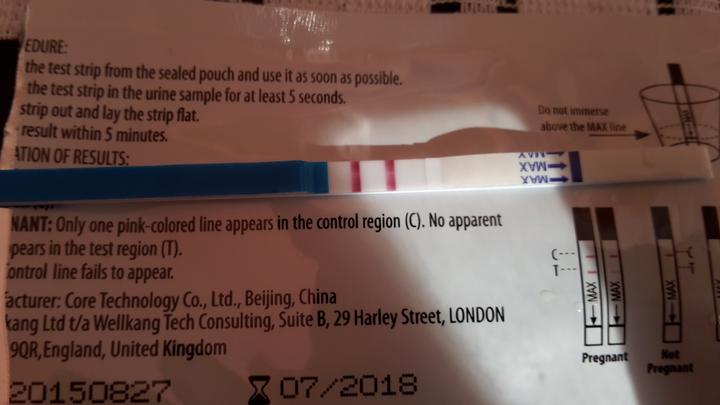 EDURE:
the test strip from the sealed pouch and use it as soon as possible.
the test strip in the urine sample for at least 5 seconds.
strip out and lay the strip flat.
result within 5 minutes.
Do not immerse
above the MAX line
MAX
ATION OF RESULTS:
MAX
MAX
MAX
NANT: Only one pink-colored line appears in the control region (C). No apparent
pears in the test region (T).
ontrol line fails to appear.
C
T
MAX
MAX
C
T
MAX
Pregnant
Not
Pregnant
facturer: Core Technology Co., Ltd., Beijing, China
kang Ltd t/a Wellkang Tech Consulting, Suite B, 29 Harley Street, LONDON
9QR, England, United Kingdom
20150827
07/2018